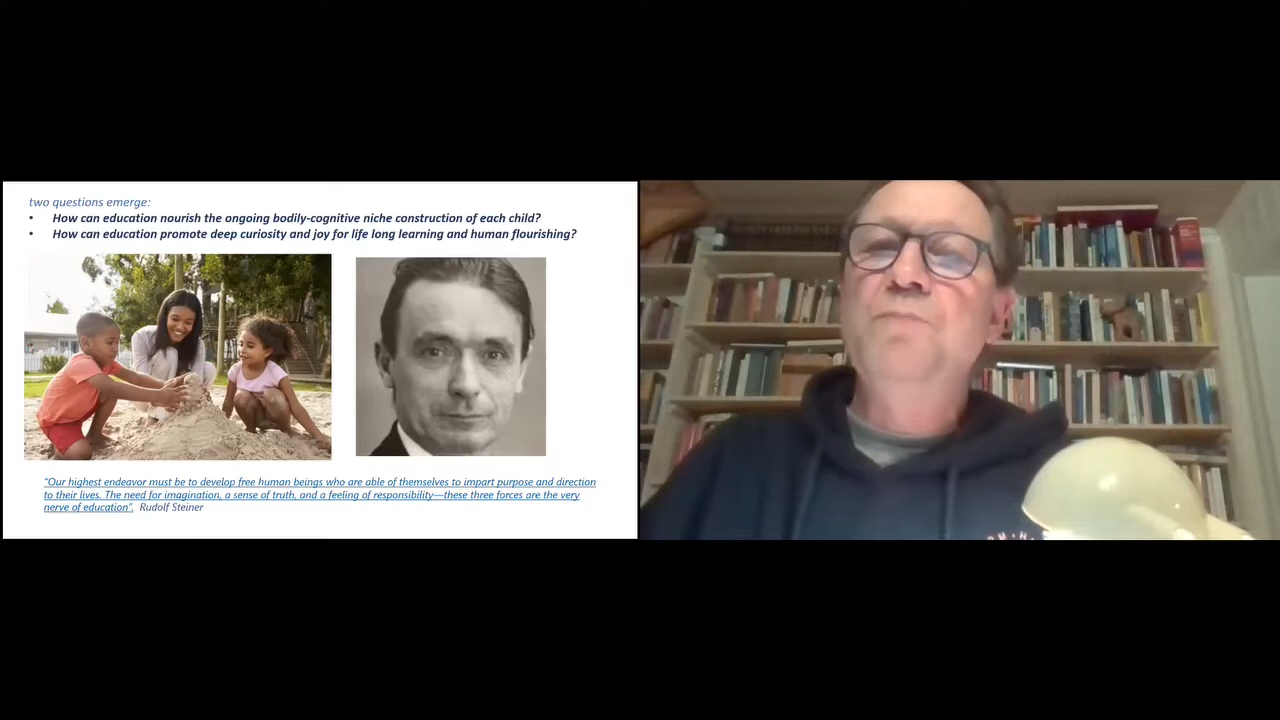 two questions emerge:
• How can education nourish the ongoing bodily-cognitive niche construction of each child?
• How can education promote deep curiosity and joy for life long learning and human flourishing?
“Our highest endeavor must be to develop free human beings who are able of themselves to impart purpose and direction
to their lives. The need for imagination, a sense of truth, and a feeling of responsibility—these three forces are the very
nerve of education”. Rudolf Steiner